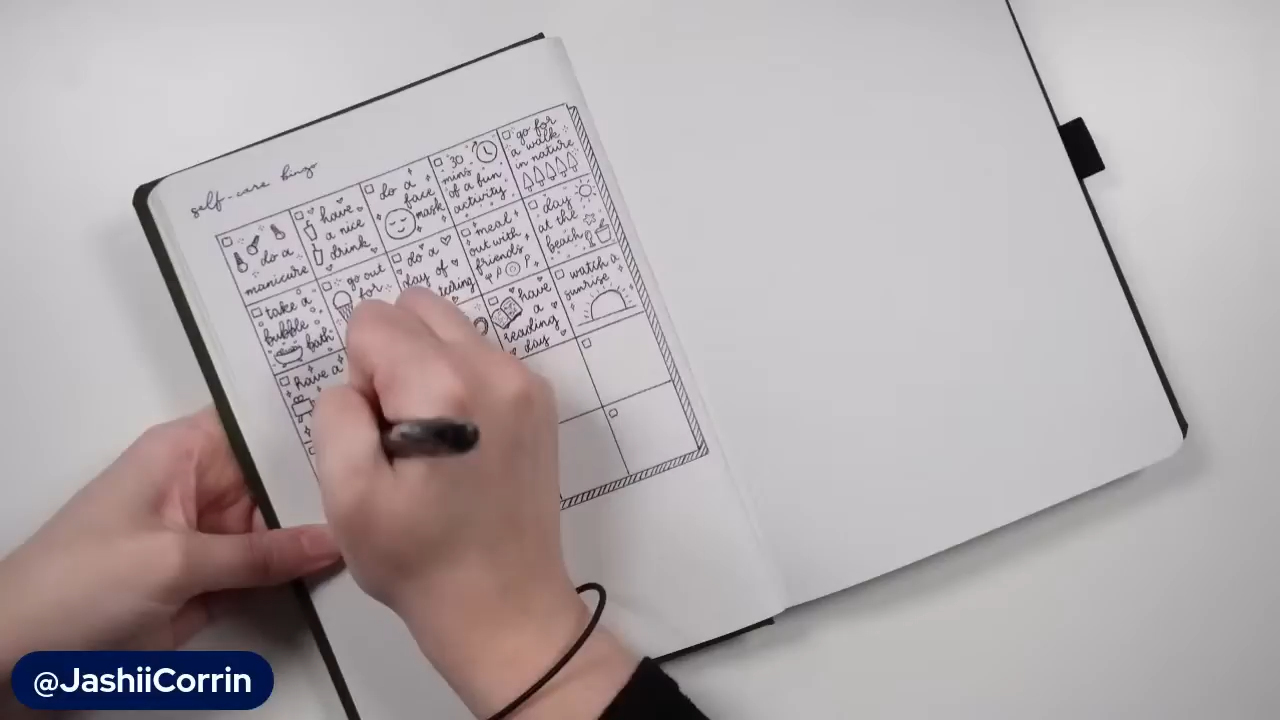 self-care bingo
do a
manicure
have
a nice
drink
do a
face
mask
30
mins
of a fun
activity
go for
a walk
in nature
take a
bubble
bath
go out
for
do a
day of
meal
out with
friends
day
at the
beach
have a
have
a
reading
day
watch a
sunrise
@JashiiCorrin